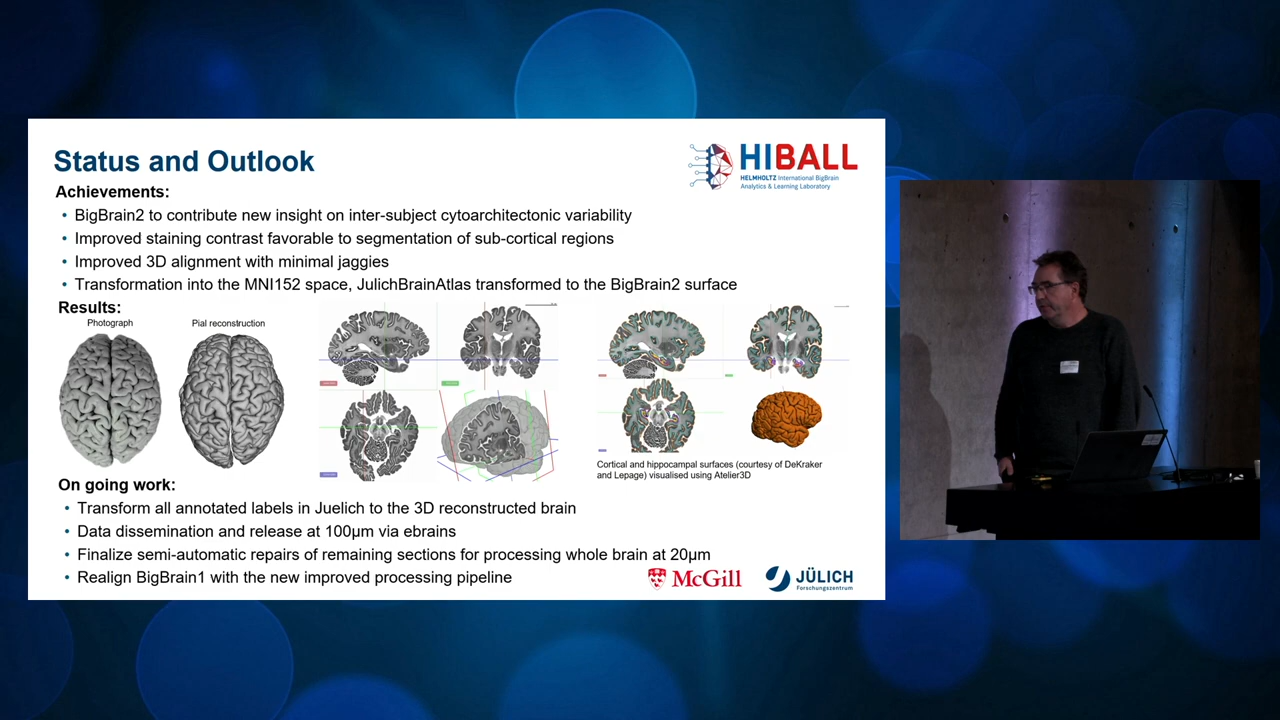 Status and Outlook
HIBALL
HELMHOLTZ International BigBrain
Analytics & Learning Laboratory
Achievements:
• BigBrain2 to contribute new insight on inter-subject cytoarchitectonic variability
• Improved staining contrast favorable to segmentation of sub-cortical regions
• Improved 3D alignment with minimal jaggies
• Transformation into the MNI152 space, JulichBrainAtlas transformed to the BigBrain2 surface
Results:
Photograph
Pial reconstruction
Cortical and hippocampal surfaces (courtesy of DeKraker
and Lepage) visualised using Atelier3D
On going work:
• Transform all annotated labels in Juelich to the 3D reconstructed brain
• Data dissemination and release at 100µm via ebrains
• Finalize semi-automatic repairs of remaining sections for processing whole brain at 20µm
• Realign BigBrain1 with the new improved processing pipeline
McGill
JÜLICH
Forschungszentrum